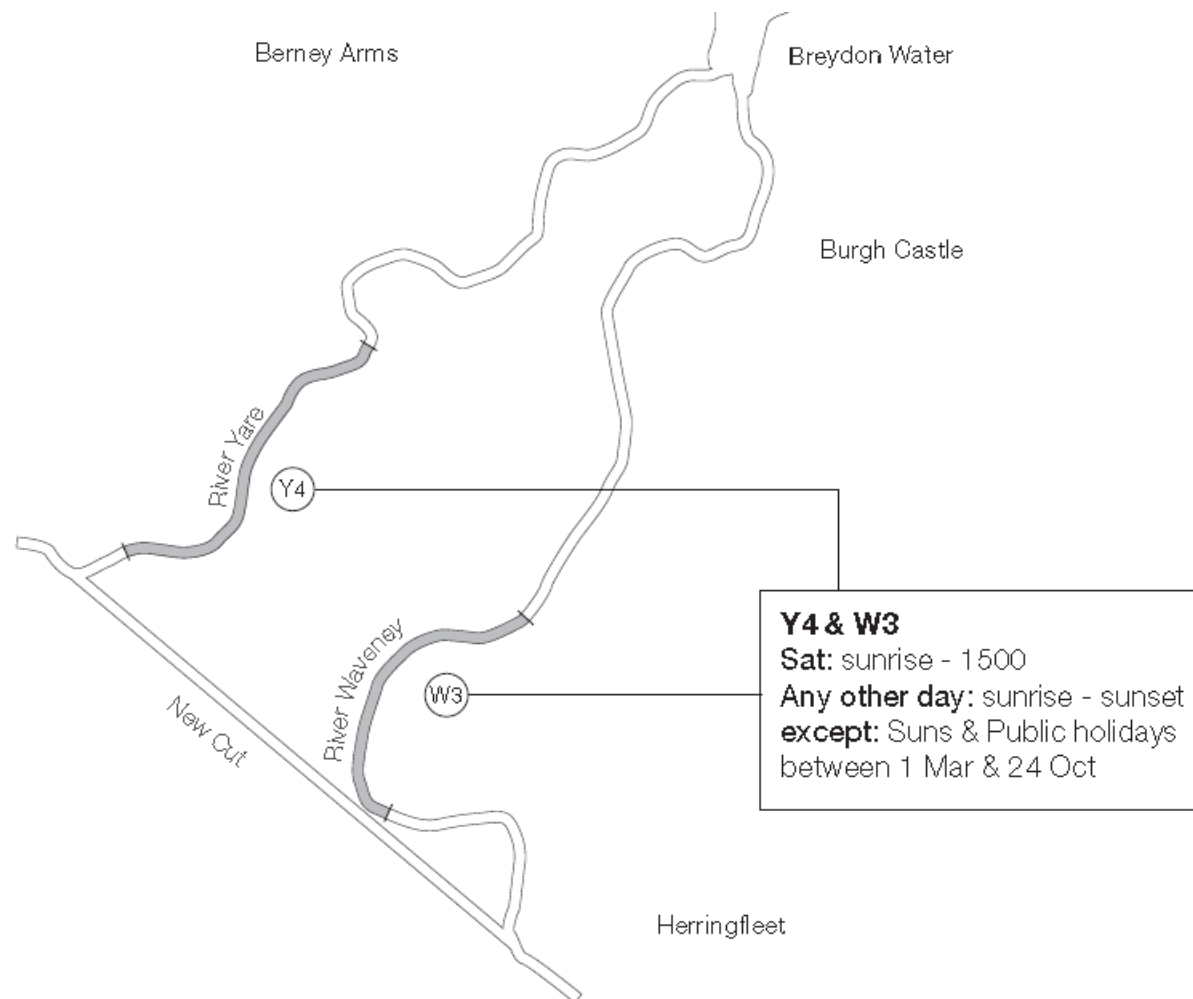 Berney Arms
Breydon Water
Burgh Castle
River Yare
Y4
Y4 & W3
Sat: sunrise - 1500
Any other day: sunrise - sunset
except: Suns & Public holidays
between 1 Mar & 24 Oct
River Waveney
W3
New Cut
Herringfleet